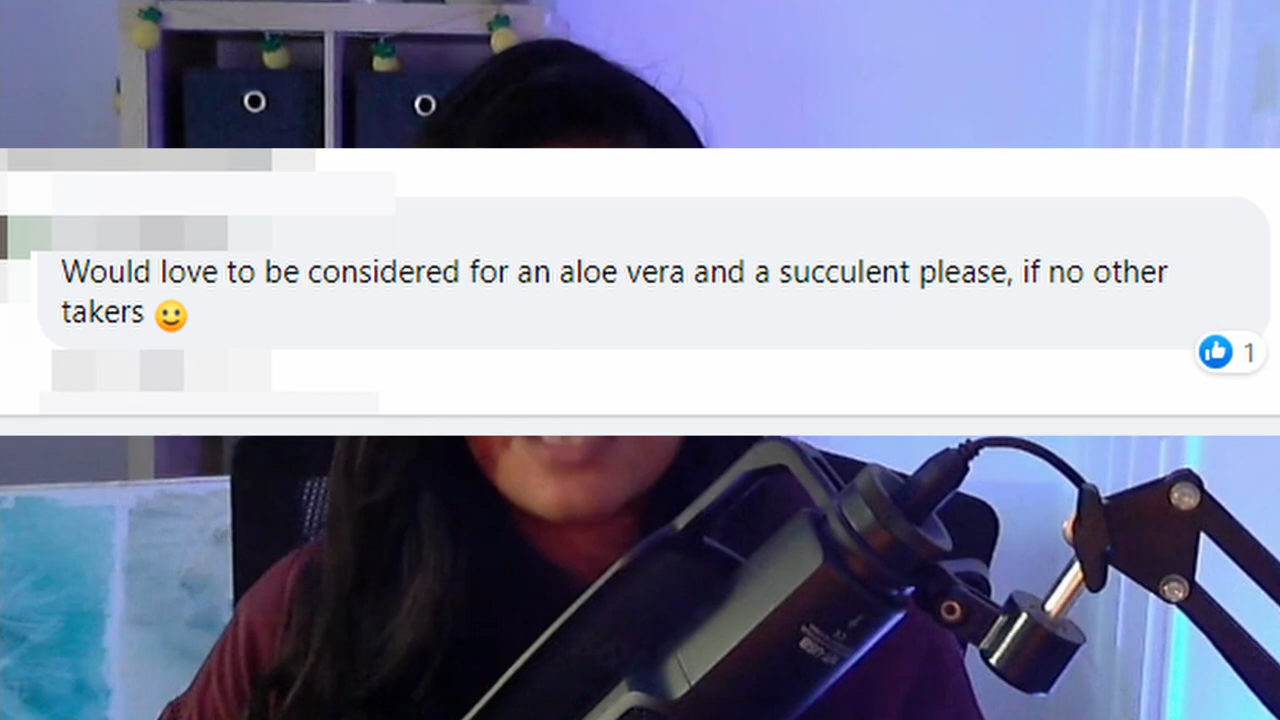 Would love to be considered for an aloe vera and a succulent please, if no other
takers 🙂
1